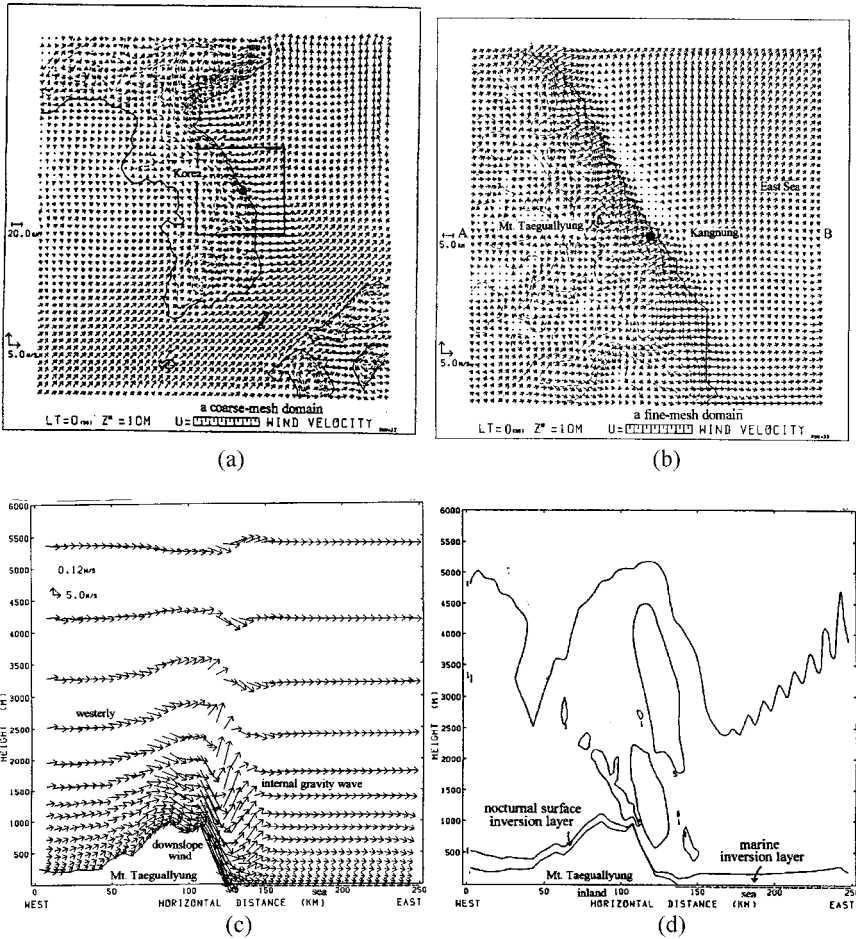 Korea
20.0KM
5.0M/S
a coarse-mesh domain
LT=0(KST) Z*=10M U= WIND VELOCITY
(a)
East Sea
A
Mt. Taeguallyung
Kangnung
B
5.0KM
5.0M/S
a fine-mesh domain
LT=0(KST) Z*=10M U= WIND VELOCITY
(b)
6000
5500
5000
4500
4000
3500
3000
2500
2000
1500
1000
500
HEIGHT (M)
0.12M/S
5.0M/S
westerly
internal gravity wave
downslope
wind
Mt. Taeguallyung
sea
0 50 100 150 200 250
WEST HORIZONTAL DISTANCE (KM) EAST
(c)
6000
5500
5000
4500
4000
3500
3000
2500
2000
1500
1000
500
HEIGHT (M)
nocturnal surface
inversion layer
marine
inversion layer
Mt. Taeguallyung
inland
sea
0 50 100 150 200 250
WEST HORIZONTAL DISTANCE (KM) EAST
(d)